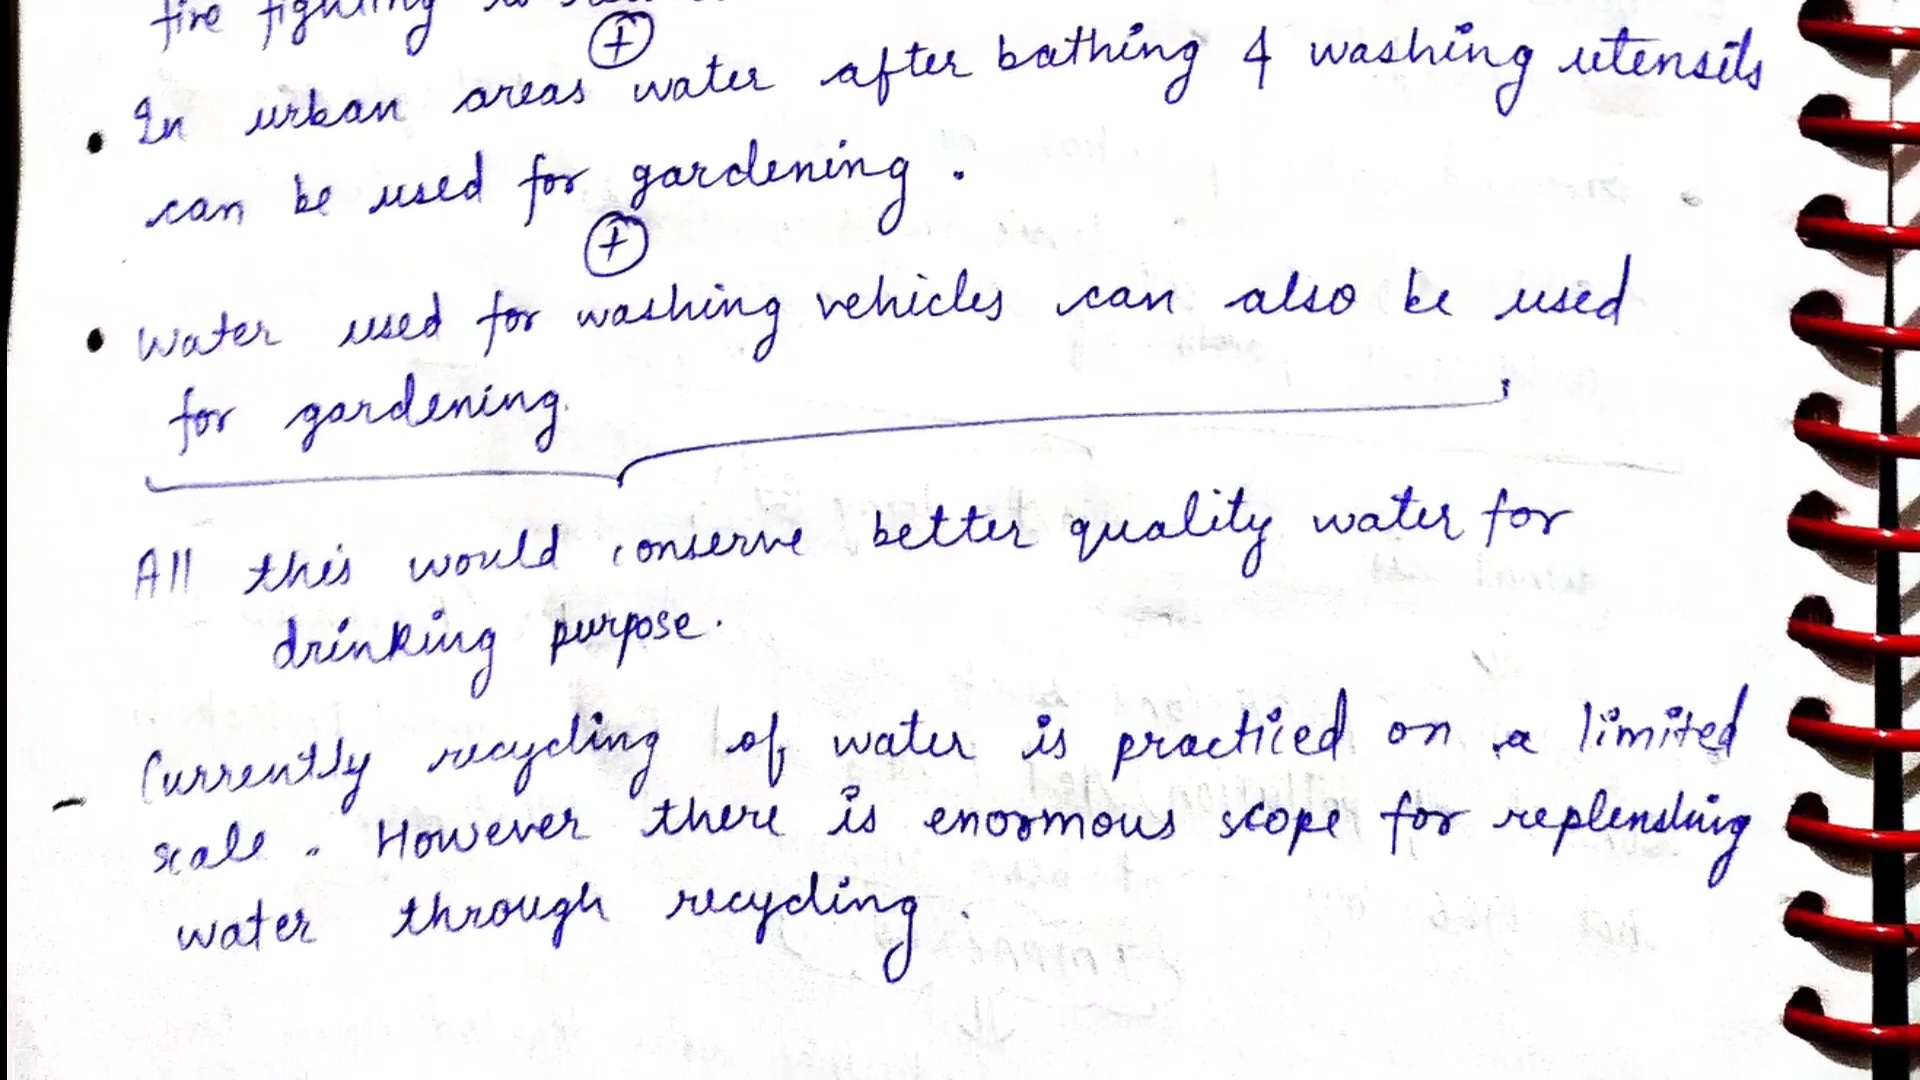 fire fighting
⊕
• In urban areas water after bathing & washing utensils
can be used for gardening.
⊕
• Water used for washing vehicles can also be used
for gardening.
All this would conserve better quality water for
drinking purpose.
- Currently recycling of water is practiced on a limited
scale. However there is enormous scope for replenshing
water through recycling.